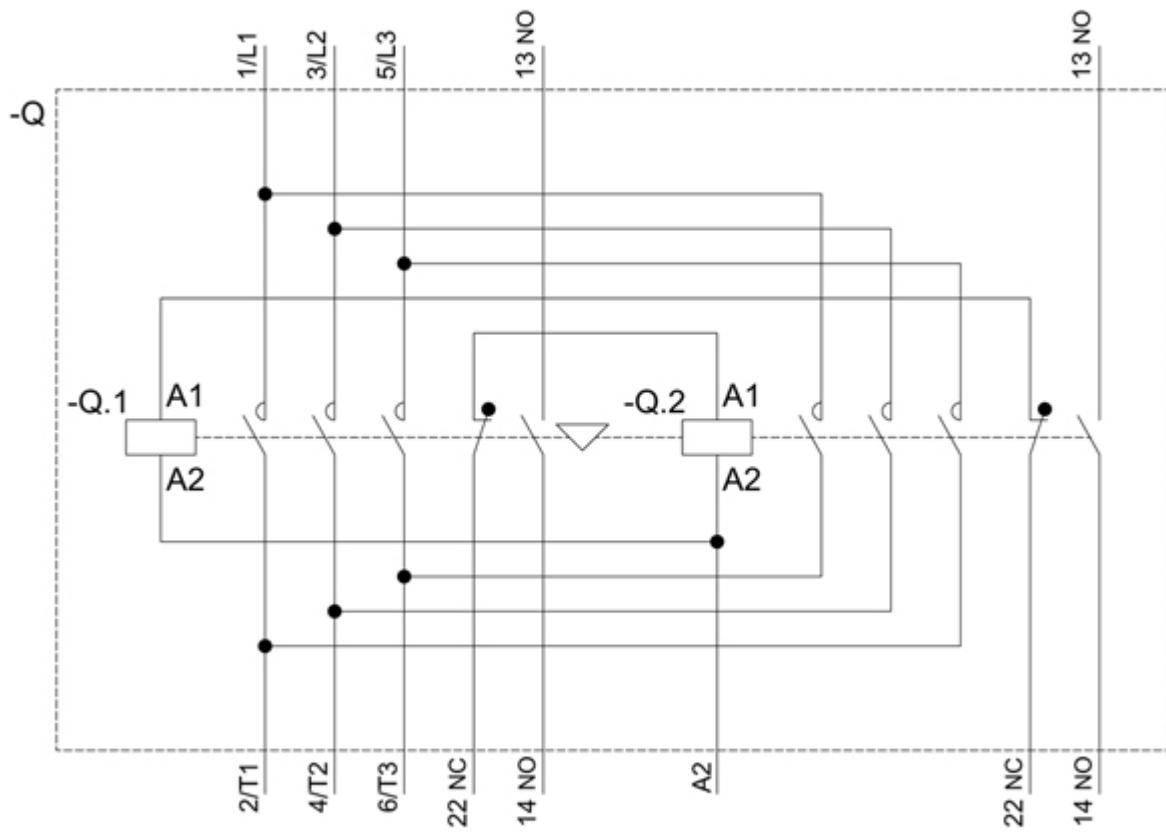 1/L1
3/L2
5/L3
13 NO
13 NO
-Q
-Q.1
A1
A2
-Q.2
A1
A2
2/T1
4/T2
6/T3
22 NC
14 NO
A2
22 NC
14 NO